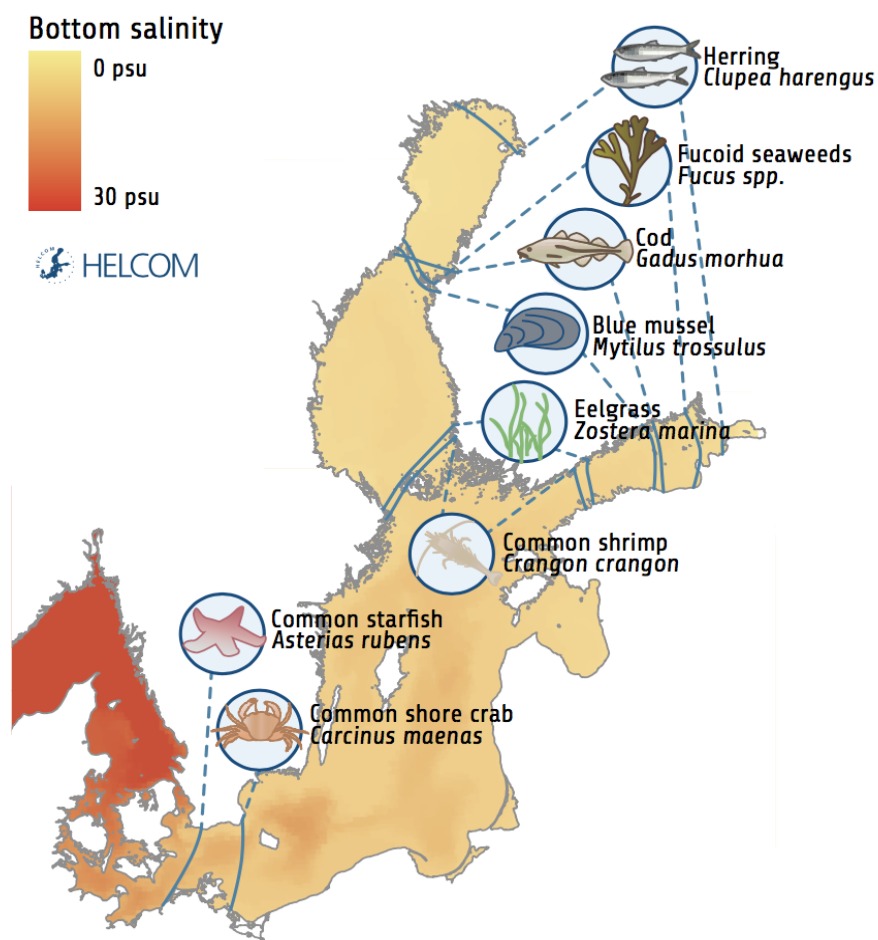 Bottom salinity
0 psu
30 psu
HELCOM
HELCOM
Herring
Clupea harengus
Fucoid seaweeds
Fucus spp.
Cod
Gadus morhua
Blue mussel
Mytilus trossulus
Eelgrass
Zostera marina
Common shrimp
Crangon crangon
Common starfish
Asterias rubens
Common shore crab
Carcinus maenas